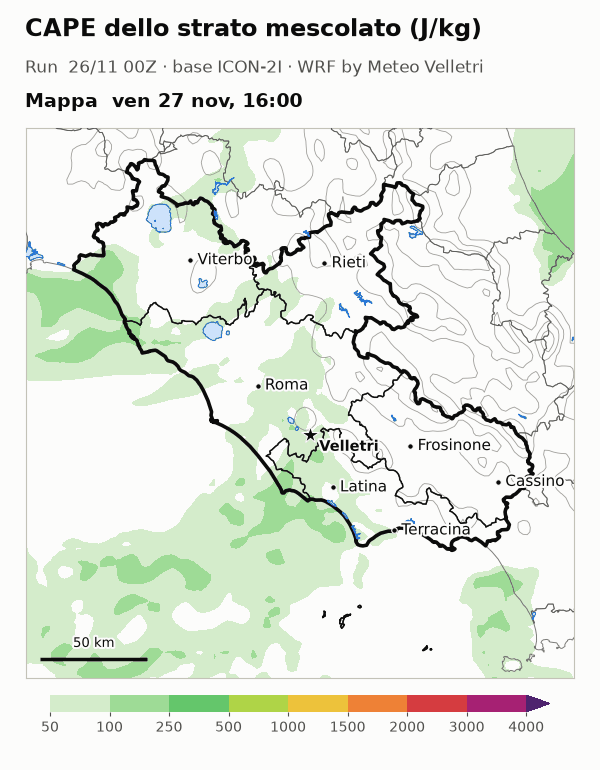 CAPE dello strato mescolato (J/kg)
Run  26/11 00Z · base ICON-2I · WRF by Meteo Velletri
Mappa  ven 27 nov, 16:00
Viterbo
Rieti
Roma
Velletri
Frosinone
Cassino
Latina
Terracina
50 km
50 100 250 500 1000 1500 2000 3000 4000